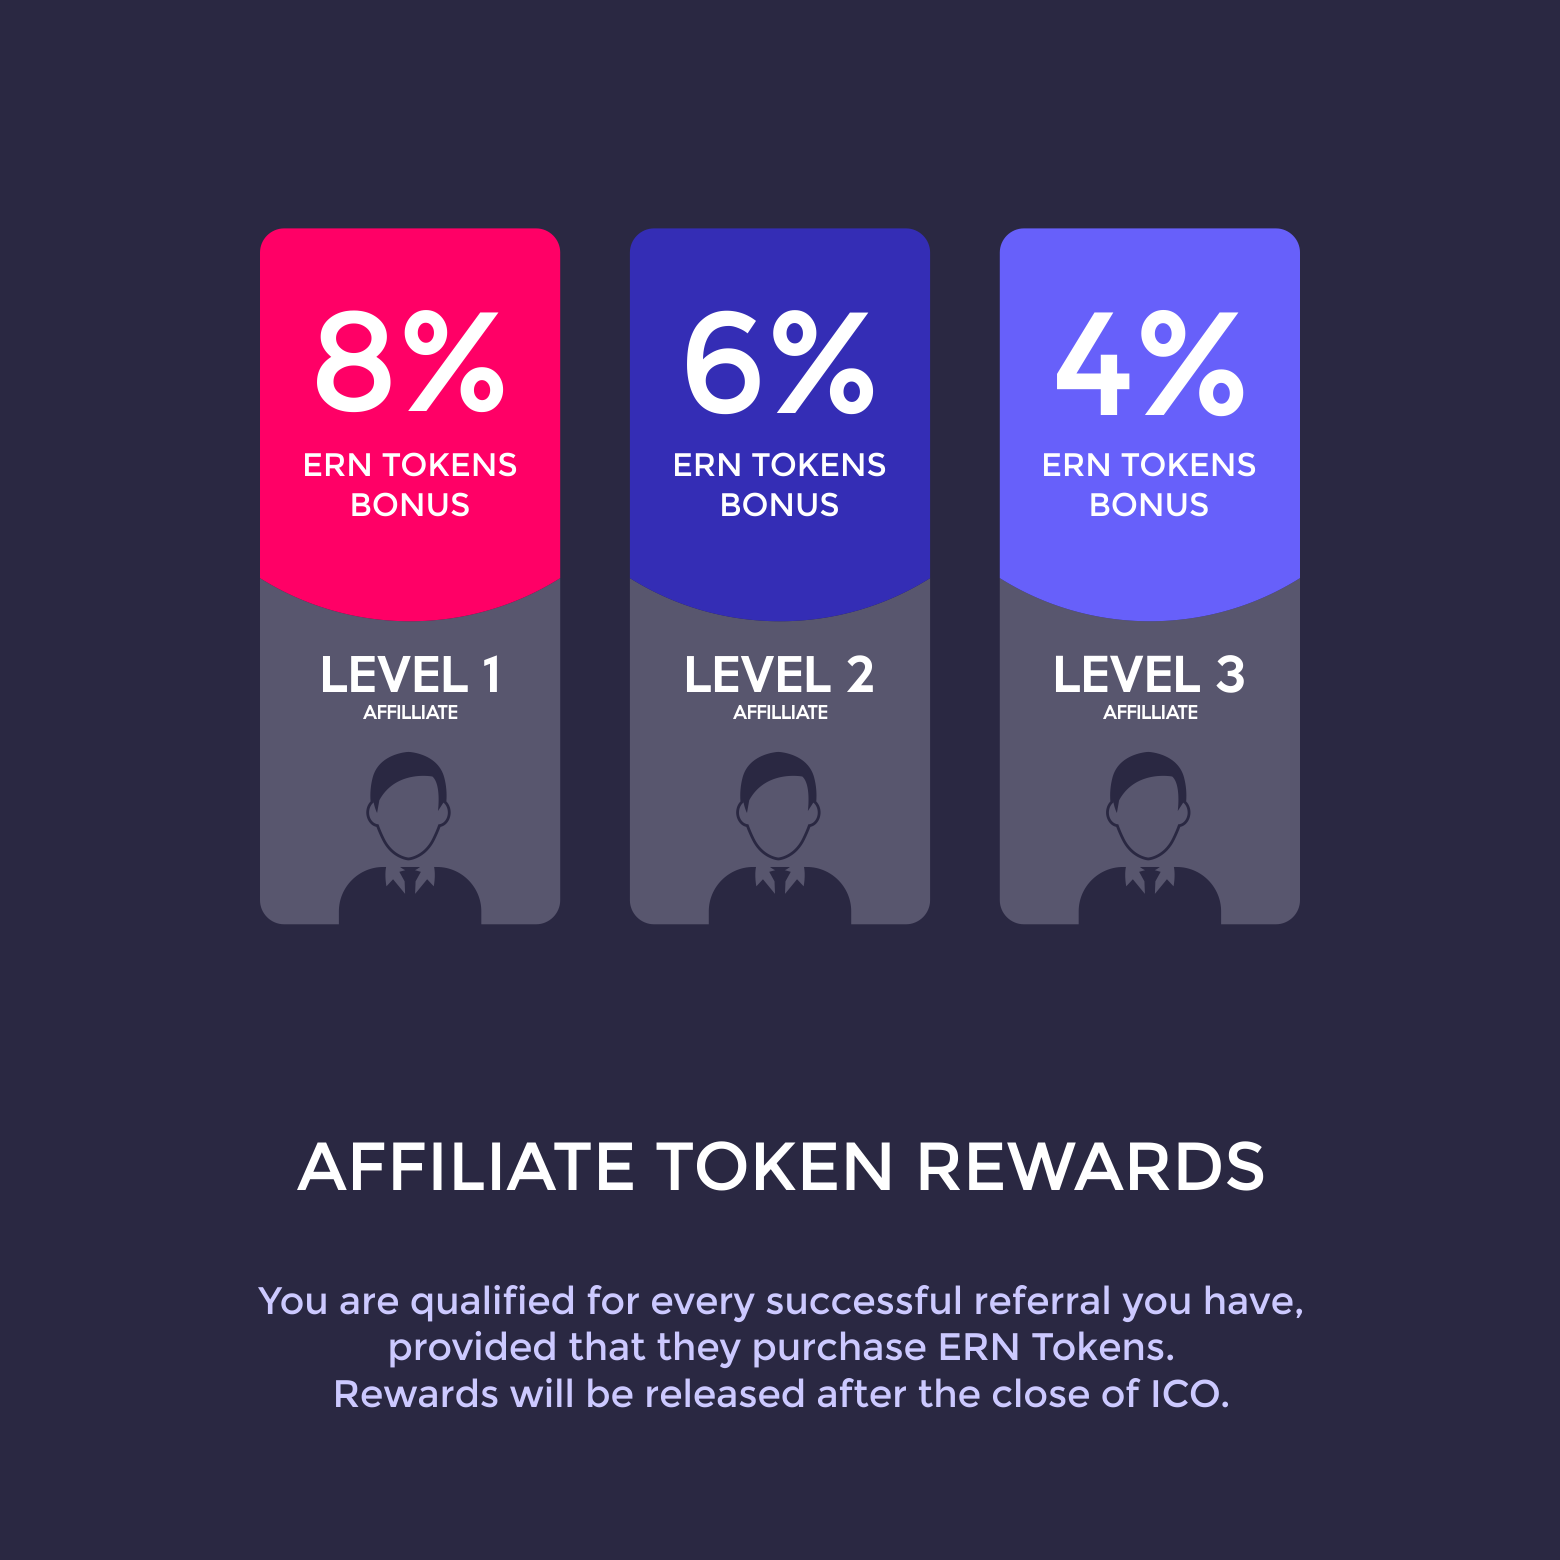 8%
ERN TOKENS
BONUS
LEVEL 1
AFFILLIATE
6%
ERN TOKENS
BONUS
LEVEL 2
AFFILLIATE
4%
ERN TOKENS
BONUS
LEVEL 3
AFFILLIATE
AFFILIATE TOKEN REWARDS
You are qualified for every successful referral you have,
provided that they purchase ERN Tokens.
Rewards will be released after the close of ICO.